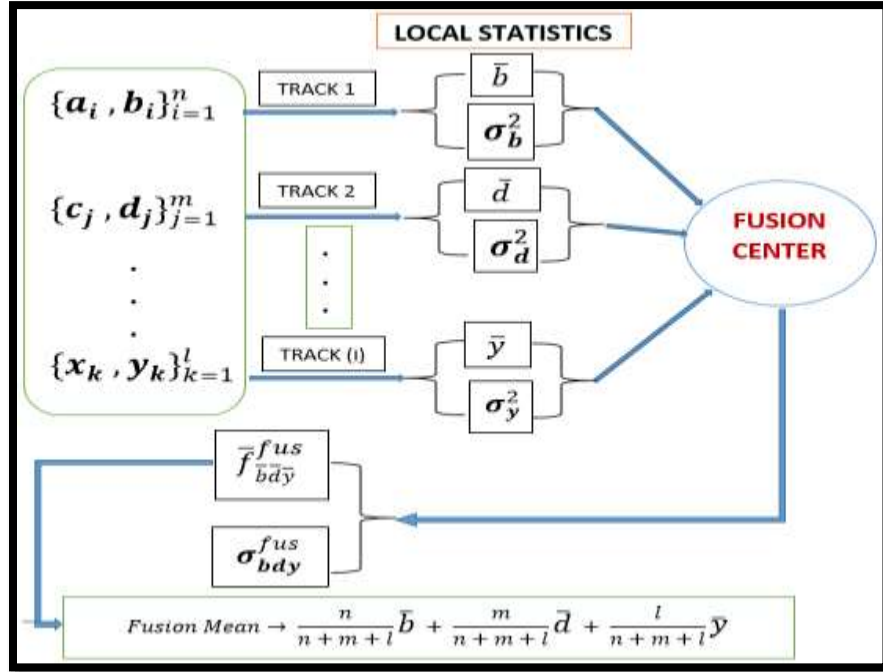 LOCAL STATISTICS
{a_i , b_i}_{i=1}^{n}
TRACK 1
b̄
σ_b^2
{c_j , d_j}_{j=1}^{m}
TRACK 2
d̄
σ_d^2
FUSION
CENTER
.
.
.
.
.
.
{x_k , y_k}_{k=1}^{l}
TRACK (I)
ȳ
σ_y^2
f̄_{b̄d̄ȳ}^{fus}
σ_{bdy}^{fus}
Fusion Mean → n/(n+m+l) b̄ + m/(n+m+l) d̄ + l/(n+m+l) ȳ